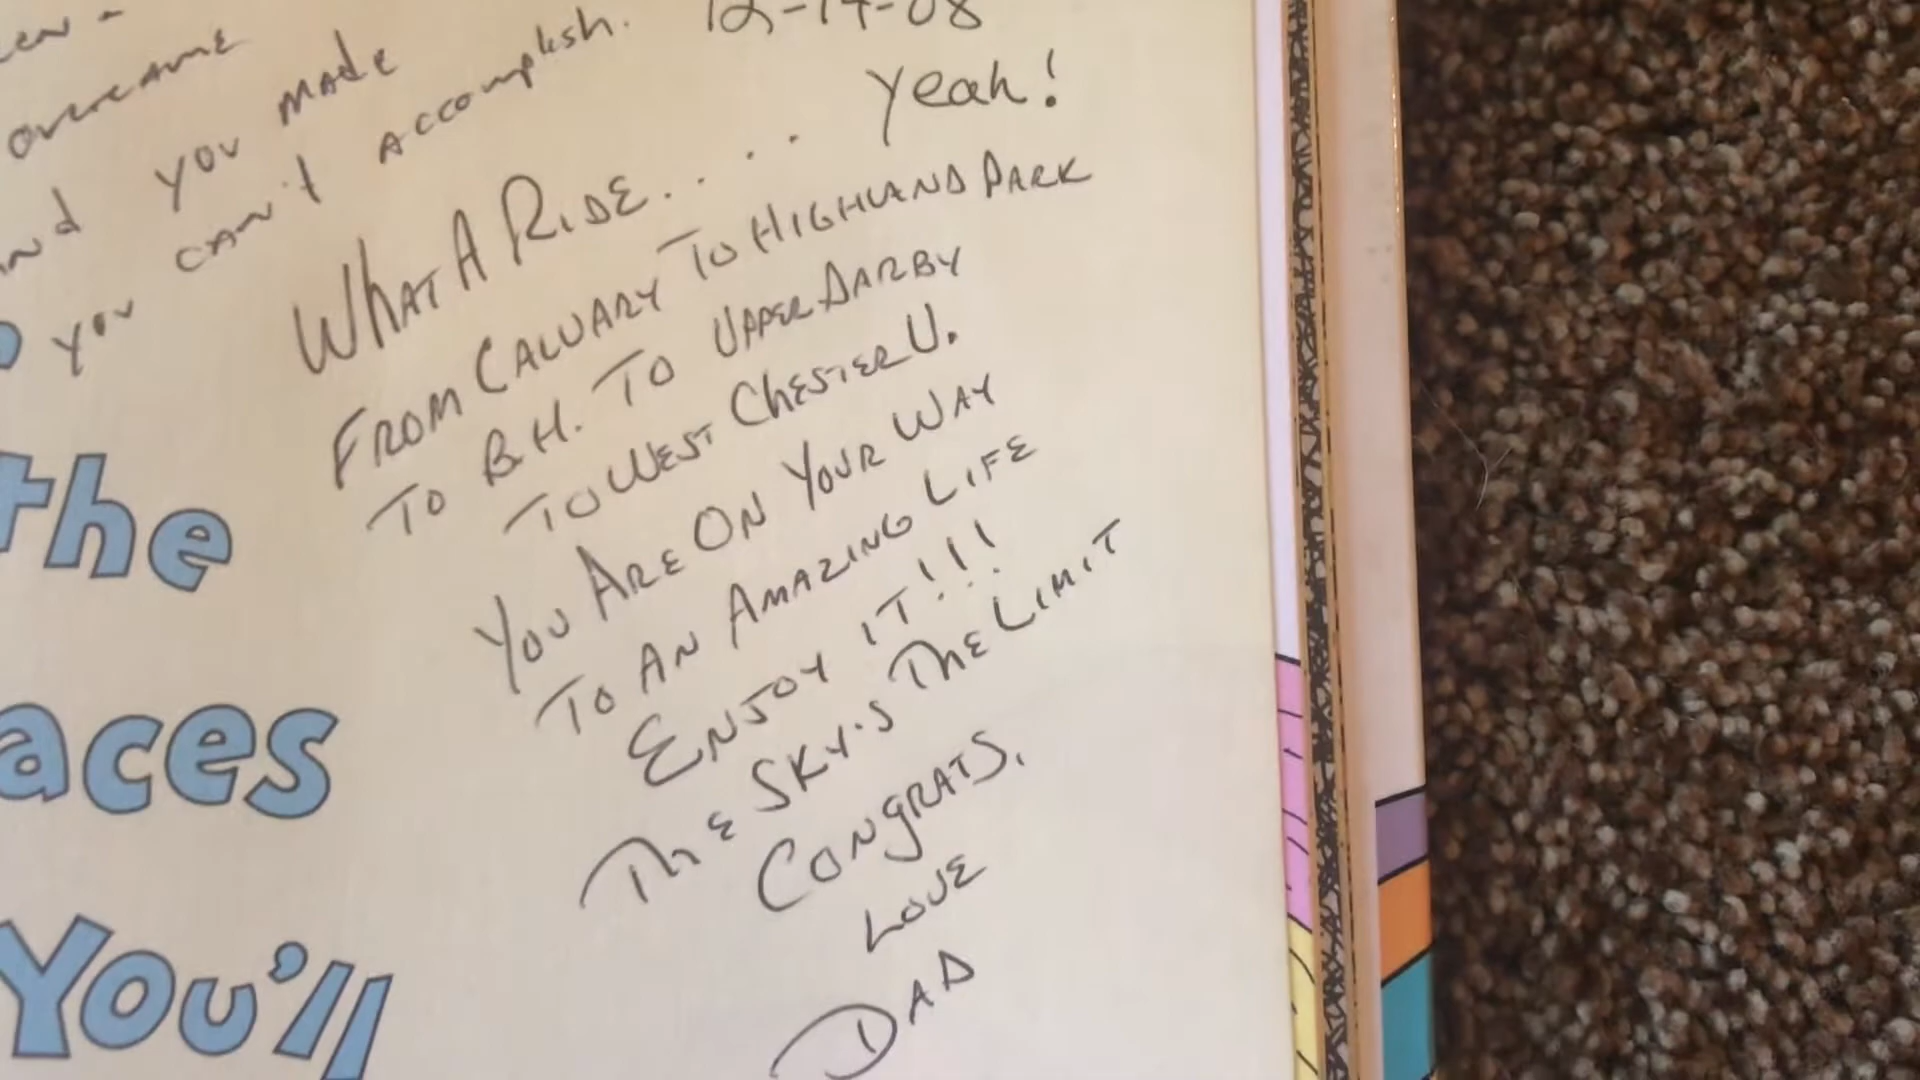 overcame
you made
you can't accomplish. 12-14-08
What A Ride..... Yeah!
From Calvary To Highland Park
To B.H. To Upper Darby
To West Chester U.
You Are On Your Way
To An Amazing Life
Enjoy it!!!
The Sky's The Limit
Congrats,
Love
Dad
the
aces
You'll